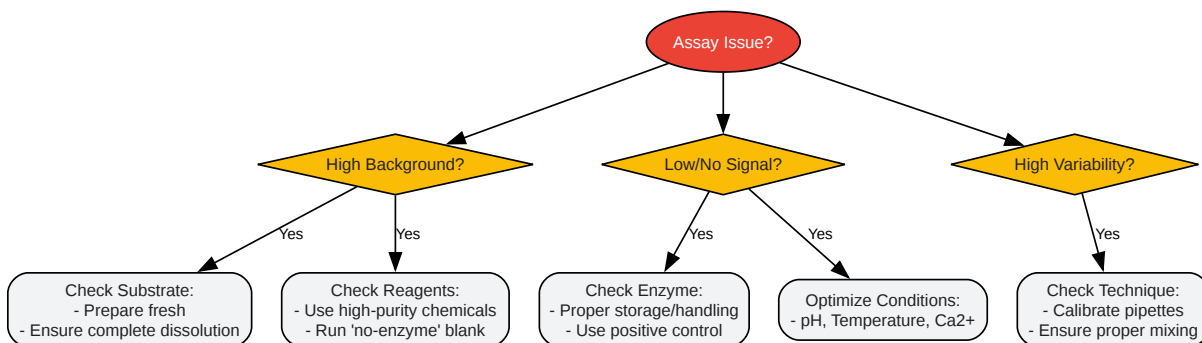 Assay Issue?
High Background?
Low/No Signal?
High Variability?
Yes
Yes
Yes
Yes
Check Substrate:
- Prepare fresh
- Ensure complete dissolution
Check Reagents:
- Use high-purity chemicals
- Run 'no-enzyme' blank
Check Enzyme:
- Proper storage/handling
- Use positive control
Optimize Conditions:
- pH, Temperature, Ca2+
Check Technique:
- Calibrate pipettes
- Ensure proper mixing